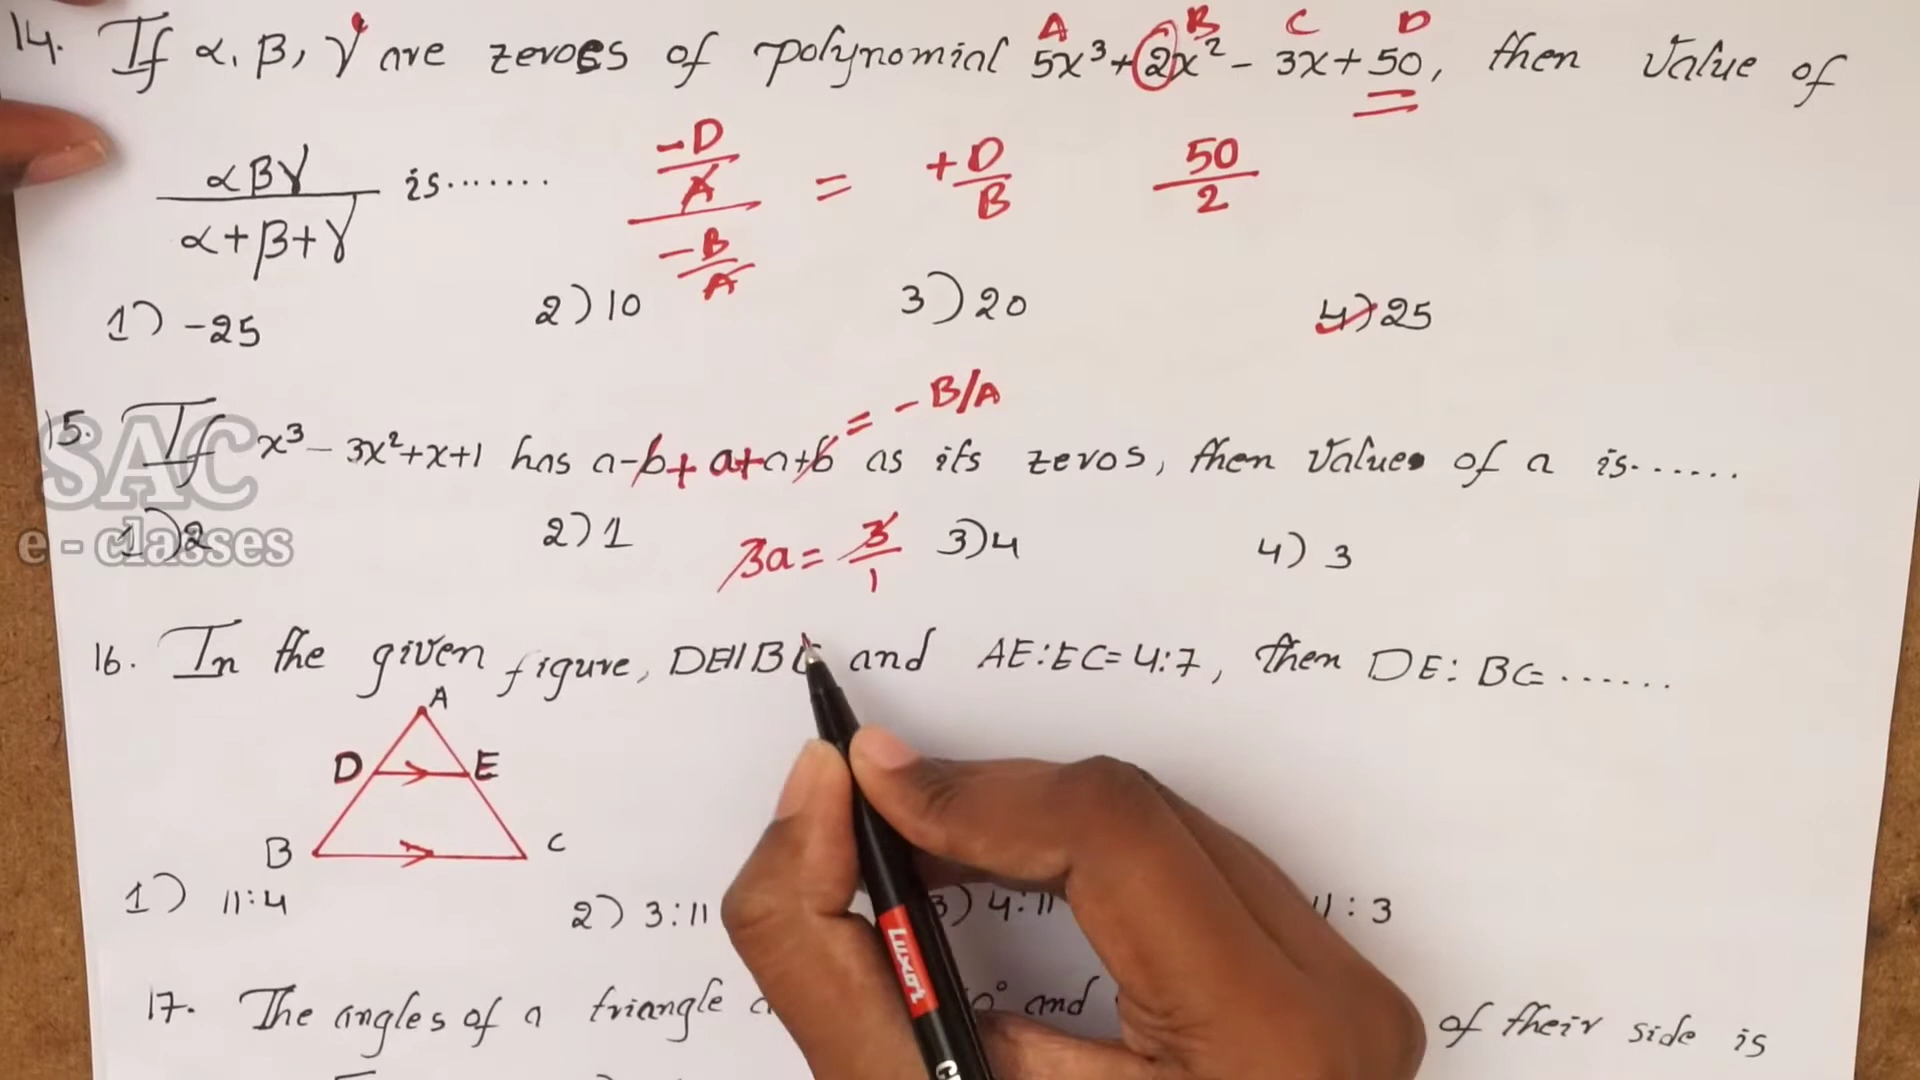 A B C D
14. If α, β, γ are zeroes of polynomial 5x³ + 2x² - 3x + 50, then value of
αβγ / α+β+γ is....... -D/A / -B/A = +D/B 50/2
1) -25 2) 10 3) 20 4) 25
= - B/A
15. If x³ - 3x² + x + 1 has a-b + a + a+b as its zeros, then value of a is......
SAC
e - classes
1) 2 2) 1 3a = 3/1 3) 4 4) 3
16. In the given figure, DE||BC and AE:EC=4:7, then DE: BC=......
A
D E
B C
1) 11:4 2) 3:11 3) 4:11 11:3
Luxor
17. The angles of a triangle and of their side is